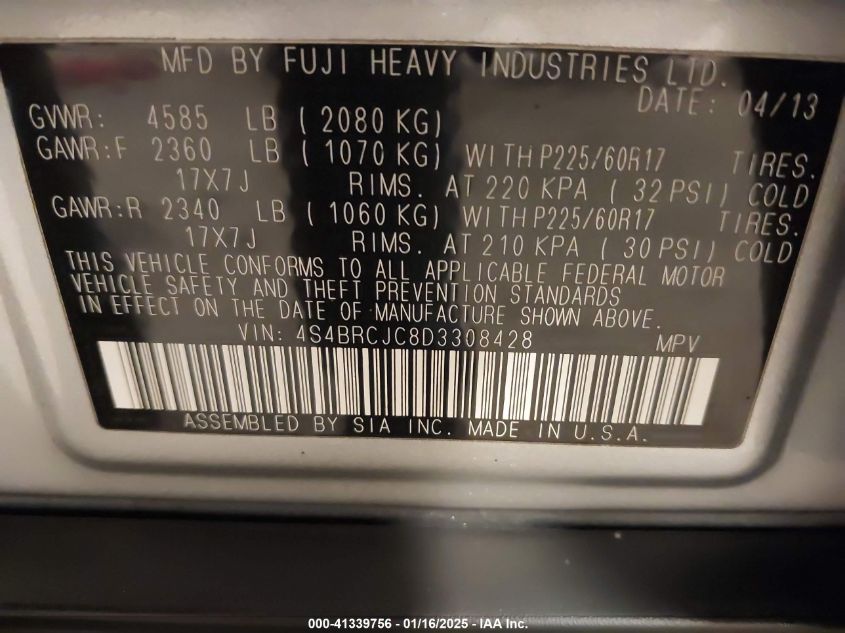 MFD BY FUJI HEAVY INDUSTRIES LTD.
DATE: 04/13
GVWR: 4585 LB ( 2080 KG)
GAWR:F 2360 LB ( 1070 KG) WITH P225/60R17 TIRES.
17X7J RIMS. AT 220 KPA ( 32 PSI) COLD
GAWR:R 2340 LB ( 1060 KG) WITH P225/60R17 TIRES.
17X7J RIMS. AT 210 KPA ( 30 PSI) COLD
THIS VEHICLE CONFORMS TO ALL APPLICABLE FEDERAL MOTOR
VEHICLE SAFETY AND THEFT PREVENTION STANDARDS
IN EFFECT ON THE DATE OF MANUFACTURE SHOWN ABOVE.
VIN: 4S4BRCJC8D3308428 MPV
ASSEMBLED BY SIA INC. MADE IN U.S.A.
000-41339756 - 01/16/2025 - IAA Inc.